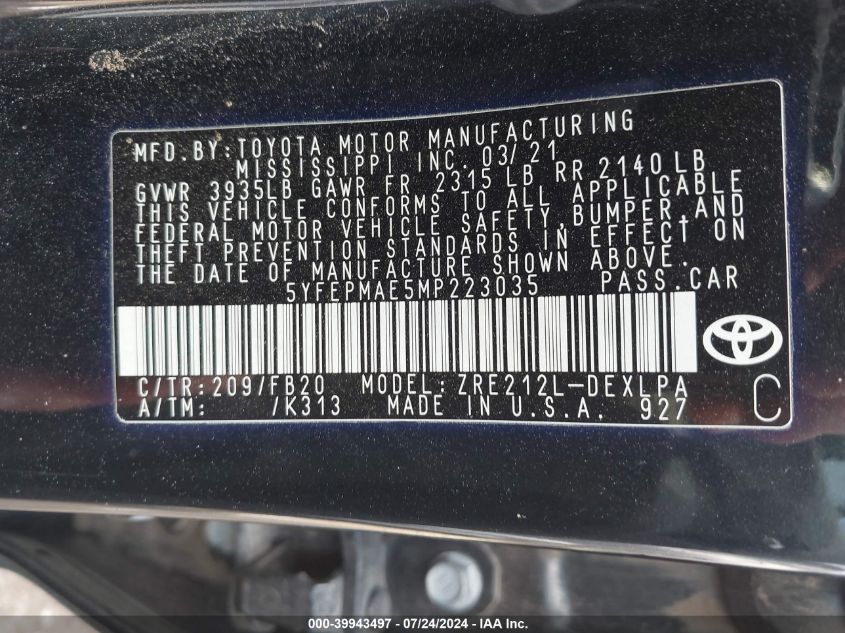 MFD.BY:TOYOTA MOTOR MANUFACTURING
MISSISSIPPI INC. 03/21
GVWR 3935LB GAWR FR 2315 LB RR 2140 LB
THIS VEHICLE CONFORMS TO ALL APPLICABLE
FEDERAL MOTOR VEHICLE SAFETY,BUMPER,AND
THEFT PREVENTION STANDARDS IN EFFECT ON
THE DATE OF MANUFACTURE SHOWN ABOVE.
5YFEPMAE5MP223035 PASS.CAR
C/TR:209/FB20 MODEL: ZRE212L-DEXLPA
A/TM: /K313 MADE IN U.S.A. 927 C
000-39943497 - 07/24/2024 - IAA Inc.